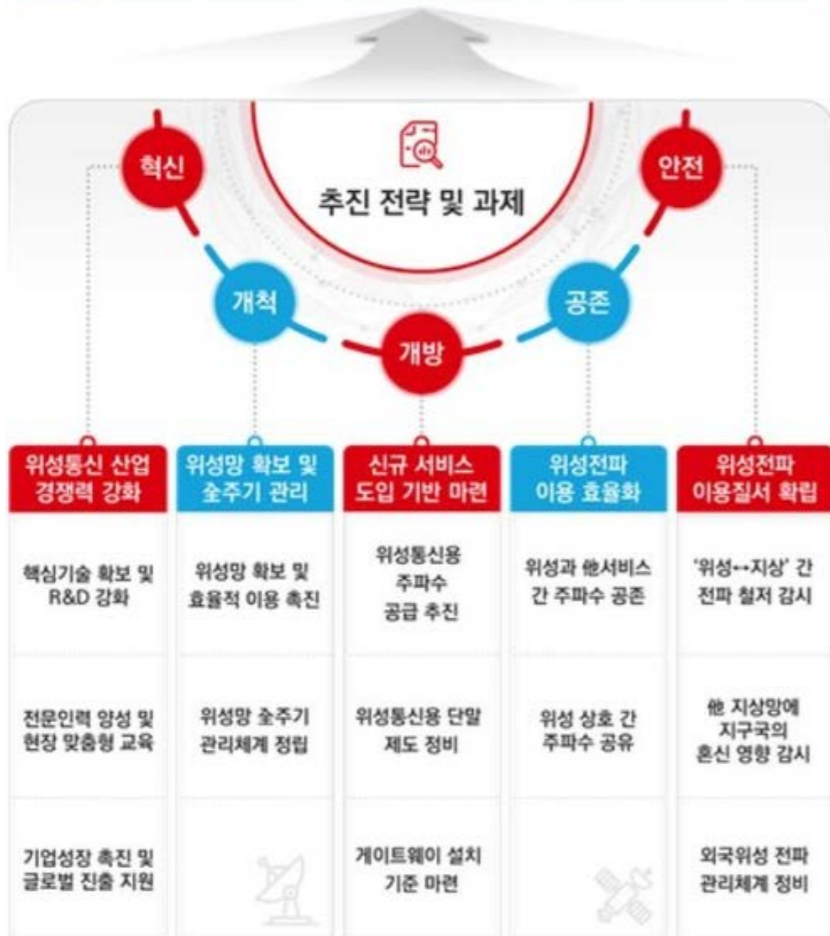 추진 전략 및 과제
혁신
개척
개방
공존
안전
위성통신 산업
경쟁력 강화
핵심기술 확보 및
R&D 강화
전문인력 양성 및
현장 맞춤형 교육
기업성장 촉진 및
글로벌 진출 지원
위성망 확보 및
全주기 관리
위성망 확보 및
효율적 이용 촉진
위성망 全주기
관리체계 정립
신규 서비스
도입 기반 마련
위성통신용
주파수
공급 추진
위성통신용 단말
제도 정비
게이트웨이 설치
기준 마련
위성전파
이용 효율화
위성과 他서비스
간 주파수 공존
위성 상호 간
주파수 공유
위성전파
이용질서 확립
‘위성↔지상’ 간
전파 철저 감시
他 지상망에
지구국의
혼신 영향 감시
외국위성 전파
관리체계 정비